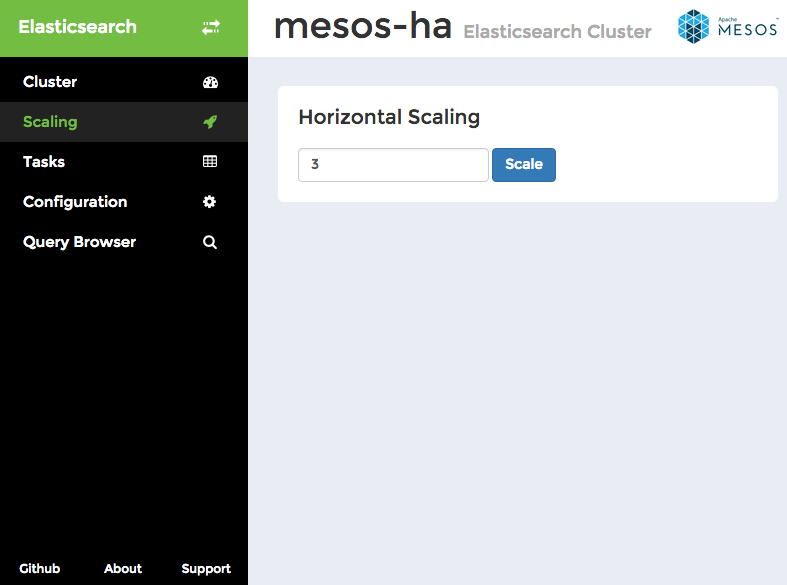 Elasticsearch
mesos-ha Elasticsearch Cluster
Apache
MESOS
Cluster
Scaling
Tasks
Configuration
Query Browser
Horizontal Scaling
3 Scale
Github About Support